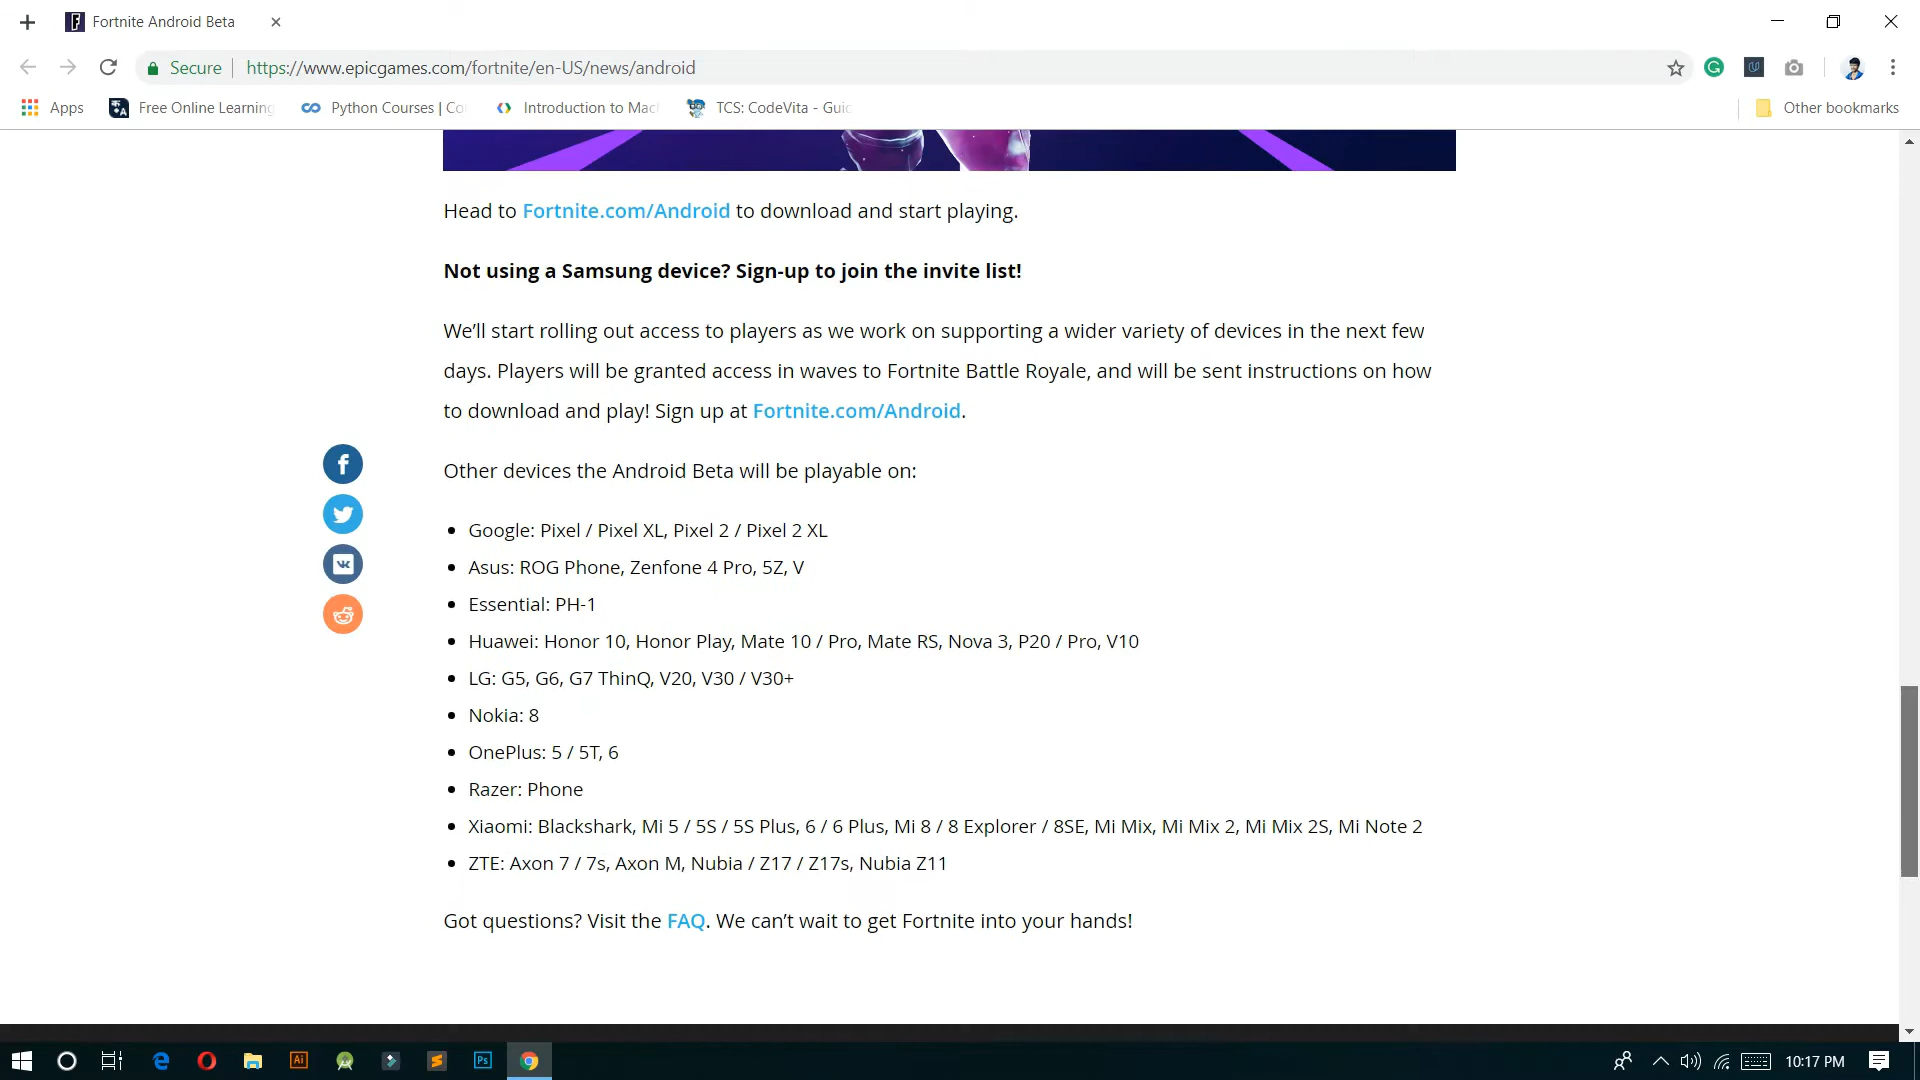 Fortnite Android Beta
Secure
https://www.epicgames.com/fortnite/en-US/news/android
Apps
Free Online Learning
Python Courses | Co
Introduction to Mac
TCS: CodeVita - Guid
Other bookmarks
Head to Fortnite.com/Android to download and start playing.
Not using a Samsung device? Sign-up to join the invite list!
We’ll start rolling out access to players as we work on supporting a wider variety of devices in the next few
days. Players will be granted access in waves to Fortnite Battle Royale, and will be sent instructions on how
to download and play! Sign up at Fortnite.com/Android.
Other devices the Android Beta will be playable on:
• Google: Pixel / Pixel XL, Pixel 2 / Pixel 2 XL
• Asus: ROG Phone, Zenfone 4 Pro, 5Z, V
• Essential: PH-1
• Huawei: Honor 10, Honor Play, Mate 10 / Pro, Mate RS, Nova 3, P20 / Pro, V10
• LG: G5, G6, G7 ThinQ, V20, V30 / V30+
• Nokia: 8
• OnePlus: 5 / 5T, 6
• Razer: Phone
• Xiaomi: Blackshark, Mi 5 / 5S / 5S Plus, 6 / 6 Plus, Mi 8 / 8 Explorer / 8SE, Mi Mix, Mi Mix 2, Mi Mix 2S, Mi Note 2
• ZTE: Axon 7 / 7s, Axon M, Nubia / Z17 / Z17s, Nubia Z11
Got questions? Visit the FAQ. We can’t wait to get Fortnite into your hands!
Ai
Ps
10:17 PM